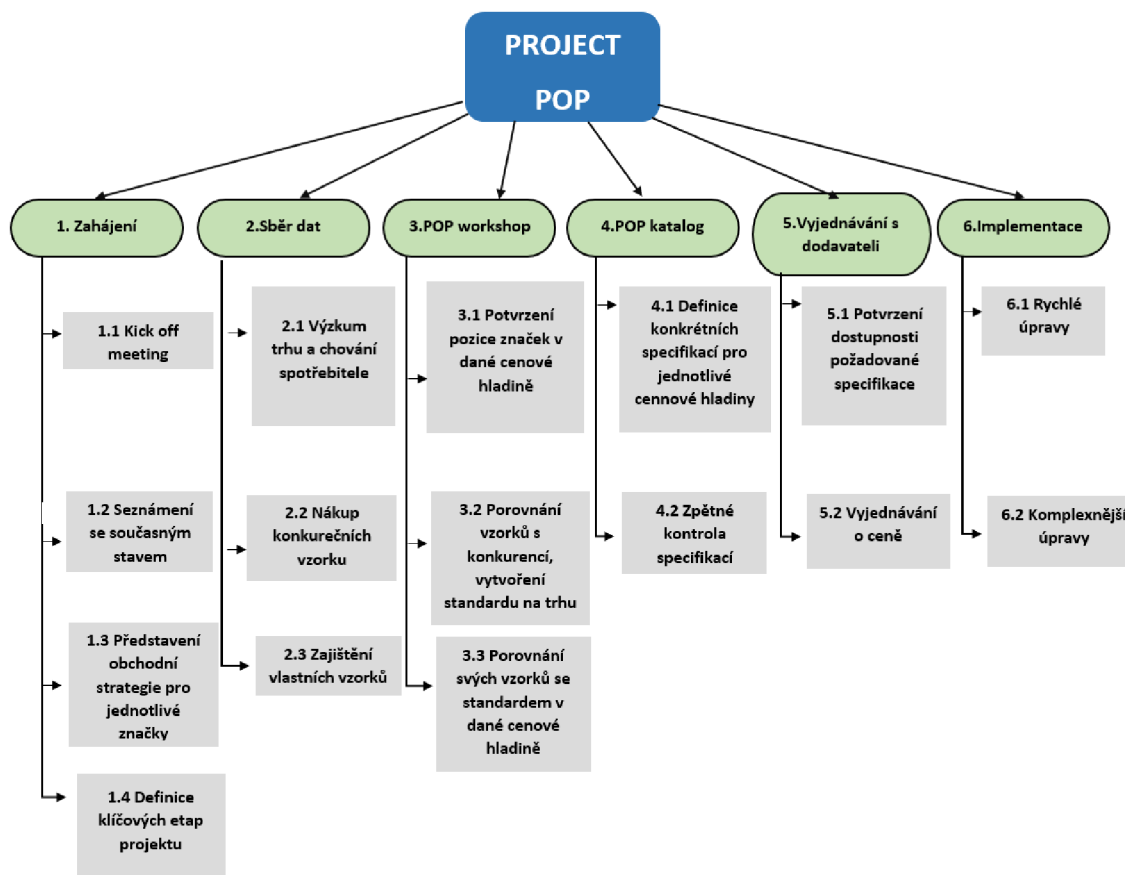 PROJECT
POP
1. Zahájení
2.Sběr dat
3.POP workshop
4.POP katalog
5.Vyjednávání s
dodavateli
6.Implementace
1.1 Kick off
meeting
1.2 Seznámení
se současným
stavem
1.3 Představení
obchodní
strategie pro
jednotlivé
značky
1.4 Definice
klíčových etap
projektu
2.1 Výzkum
trhu a chování
spotřebitele
2.2 Nákup
konkurečních
vzorku
2.3 Zajištění
vlastních vzorků
3.1 Potvrzení
pozice značek v
dané cenové
hladině
3.2 Porovnání
vzorků s
konkurencí,
vytvoření
standardu na trhu
3.3 Porovnání
svých vzorků se
standardem v
dané cenové
hladině
4.1 Definice
konkrétních
specifikací pro
jednotlivé
cennové hladiny
4.2 Zpětné
kontrola
specifikací
5.1 Potvrzení
dostupnosti
požadované
specifikace
5.2 Vyjednávání
o ceně
6.1 Rychlé
úpravy
6.2 Komplexnější
úpravy